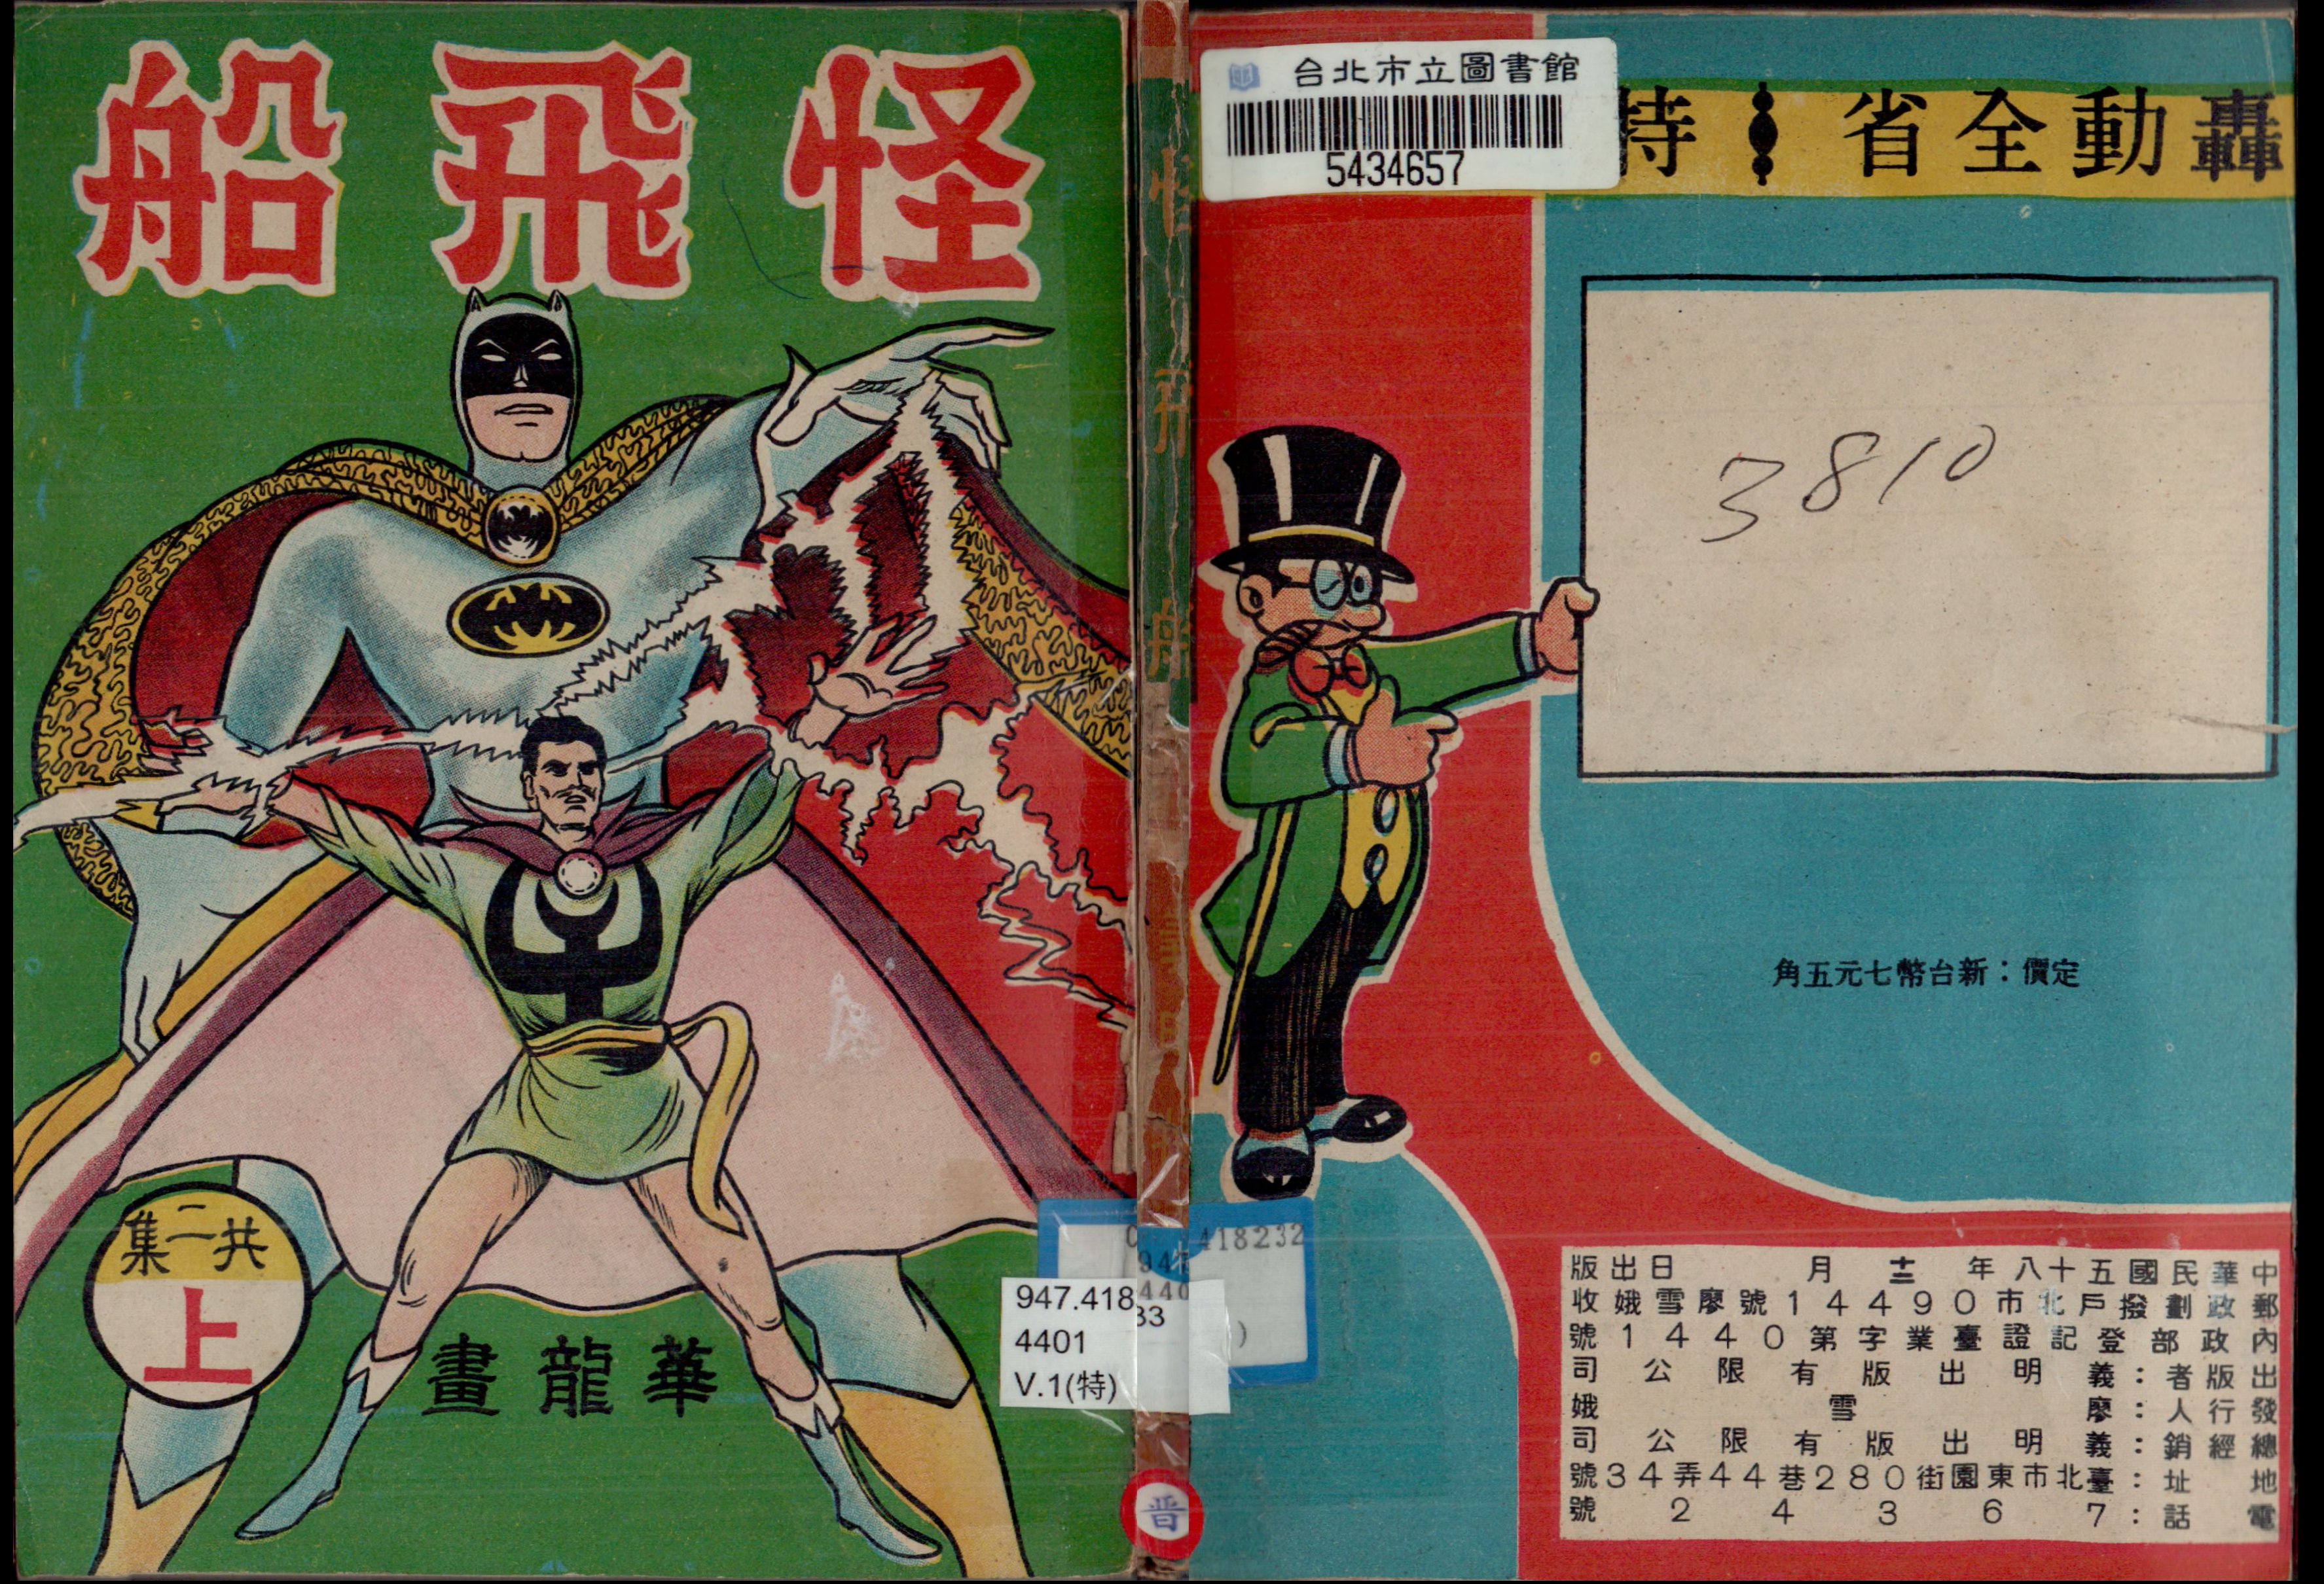 怪飛船
共二集
上
華龍畫
947.418
4401
V.1(特)
33
418232
晋
台北市立圖書館
5434657
轟動全省 特
3810
定價：新台幣七元五角
中華民國五十八年十二月 日出版
郵政劃撥戶北市14490號廖雪娥收
內政部登記證臺業字第1440號
出版者：義明出版有限公司
發行人：廖雪娥
總經銷：義明出版有限公司
地址：臺北市東園街280巷44弄34號
電話：24367號